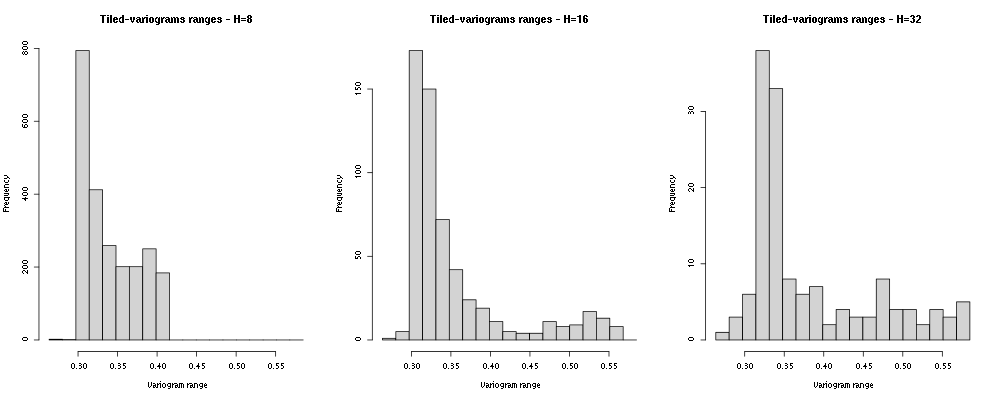 Tiled-variograms ranges - H=8
Tiled-variograms ranges - H=16
Tiled-variograms ranges - H=32
Frequency
0
200
400
600
800
0.30 0.35 0.40 0.45 0.50 0.55
Variogram range
Frequency
0
50
100
150
0.30 0.35 0.40 0.45 0.50 0.55
Variogram range
Frequency
0
10
20
30
0.30 0.35 0.40 0.45 0.50 0.55
Variogram range